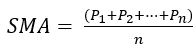 SMA = (P₁+P₂+⋯+Pₙ) / n